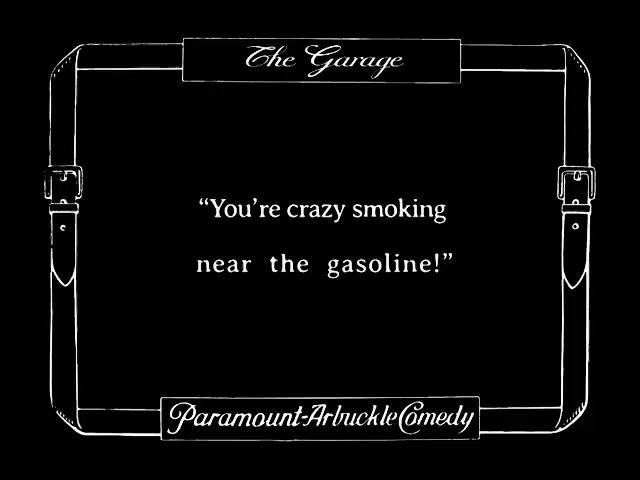 The Garage
“You’re crazy smoking
near the gasoline!”
Paramount-Arbuckle Comedy